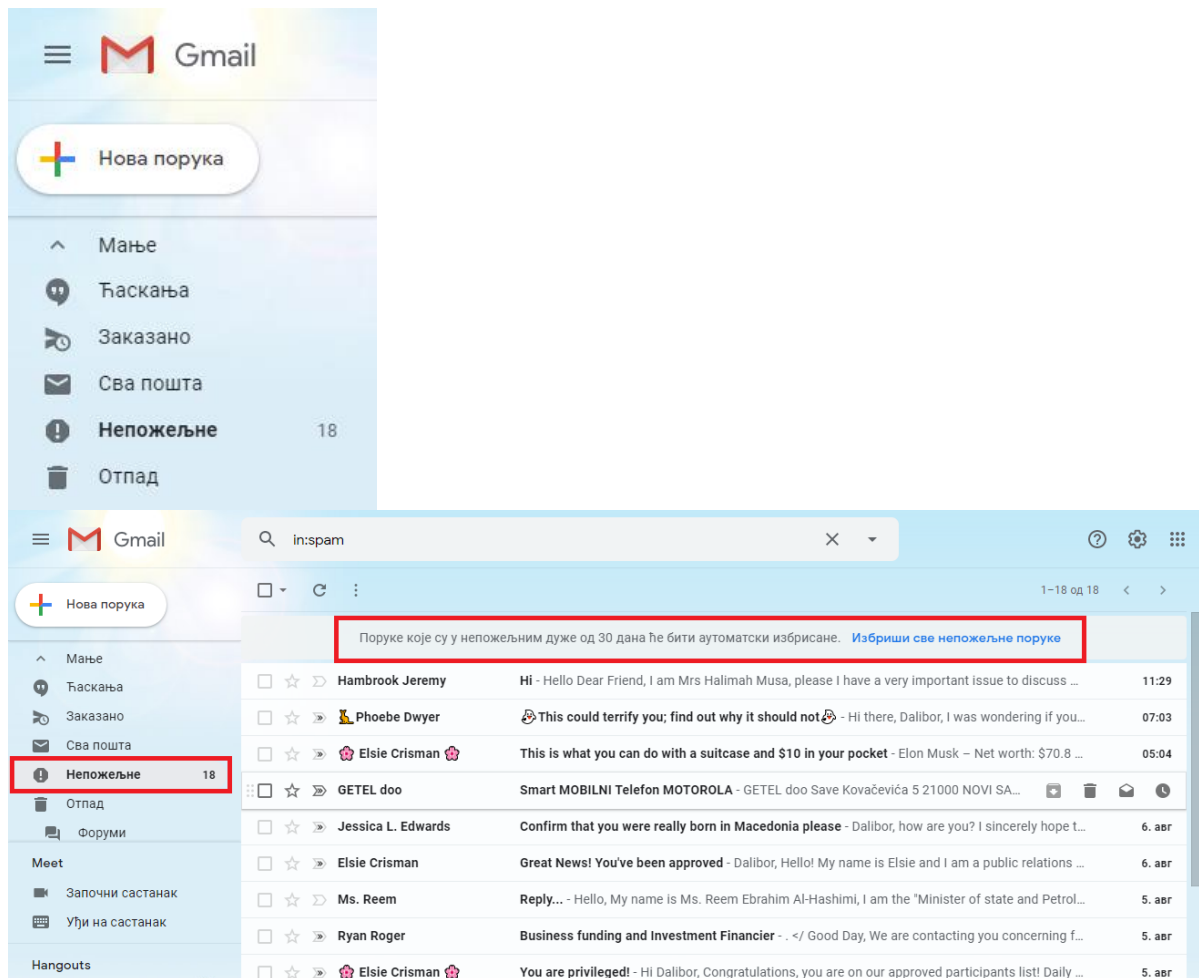 Gmail
Нова порука
Мање
Ћаскања
Заказано
Сва пошта
Непожељне 18
Отпад
Gmail
in:spam
Нова порука
1–18 од 18
Поруке које су у непожељним дуже од 30 дана ће бити аутоматски избрисане. Избриши све непожељне поруке
Мање
Ћаскања
Заказано
Сва пошта
Непожељне 18
Отпад
Форуми
Meet
Започни састанак
Уђи на састанак
Hangouts
Hambrook Jeremy Hi - Hello Dear Friend, I am Mrs Halimah Musa, please I have a very important issue to discuss ... 11:29
Phoebe Dwyer This could terrify you; find out why it should not - Hi there, Dalibor, I was wondering if you... 07:03
Elsie Crisman This is what you can do with a suitcase and $10 in your pocket - Elon Musk – Net worth: $70.8 ... 05:04
GETEL doo Smart MOBILNI Telefon MOTOROLA - GETEL doo Save Kovačevića 5 21000 NOVI SA...
Jessica L. Edwards Confirm that you were really born in Macedonia please - Dalibor, how are you? I sincerely hope t... 6. авг
Elsie Crisman Great News! You've been approved - Dalibor, Hello! My name is Elsie and I am a public relations ... 6. авг
Ms. Reem Reply... - Hello, My name is Ms. Reem Ebrahim Al-Hashimi, I am the "Minister of state and Petrol... 5. авг
Ryan Roger Business funding and Investment Financier - . </ Good Day, We are contacting you concerning f... 5. авг
Elsie Crisman You are privileged! - Hi Dalibor, Congratulations, you are on our approved participants list! Daily ... 5. авг